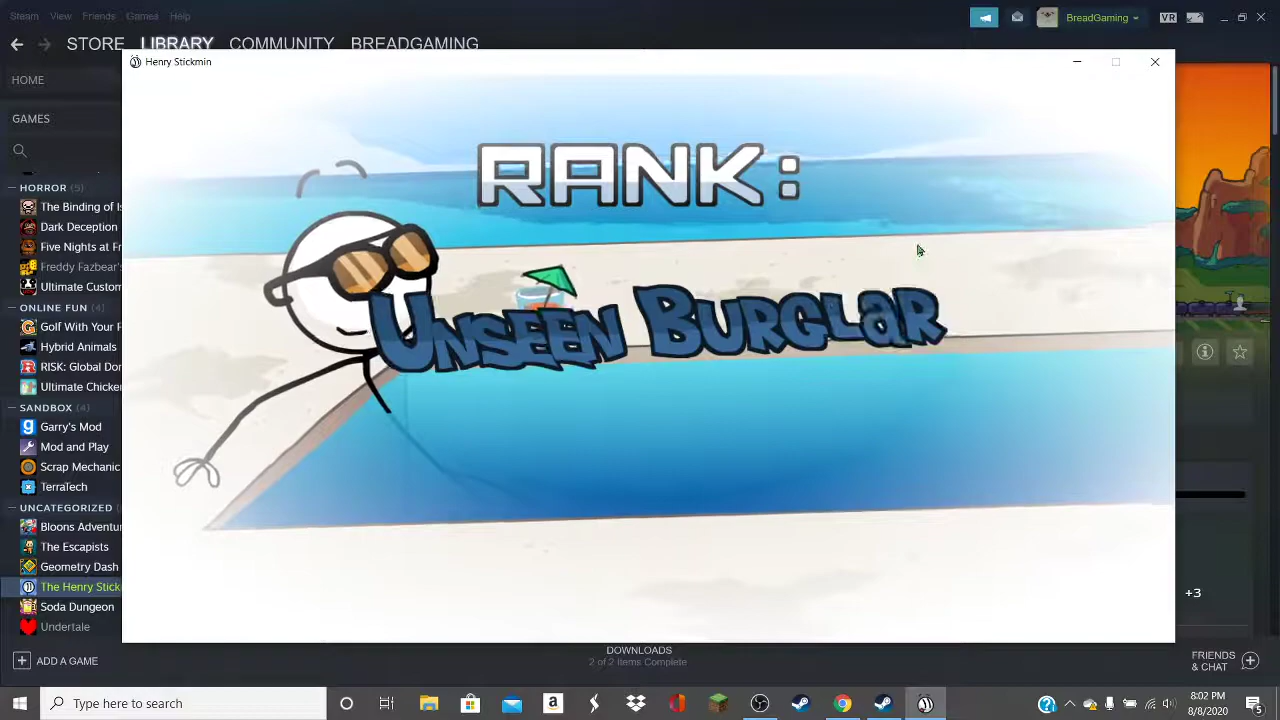 Steam View Friends Games Help
BreadGaming
VR
STORE LIBRARY COMMUNITY BREADGAMING
Henry Stickmin
HOME
GAMES
RANK:
UNSEEN BURGLAR
HORROR (5)
The Binding of Is
Dark Deception
Five Nights at Fr
Freddy Fazbear's
Ultimate Custom
ONLINE FUN (4)
Golf With Your F
Hybrid Animals
RISK: Global Dor
Ultimate Chicken
SANDBOX (4)
Garry's Mod
Mod and Play
Scrap Mechanic
TerraTech
UNCATEGORIZED (
Bloons Adventur
The Escapists
Geometry Dash
The Henry Stick
Soda Dungeon
Undertale
+3
ADD A GAME
DOWNLOADS
2 of 2 Items Complete
FRIENDS
& CHAT
Type here to search
8:02 PM
8/8/2020
5